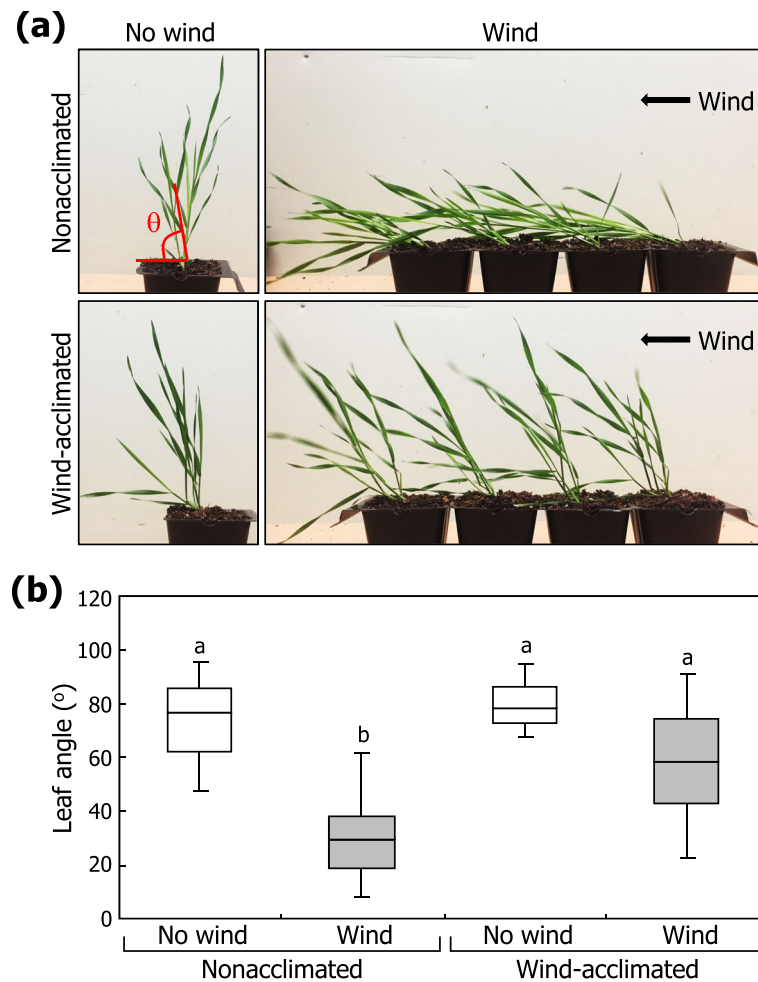 (a)
No wind
Wind
Nonacclimated
Wind
θ
Wind-acclimated
Wind
(b)
Leaf angle (°)
120
100
80
60
40
20
0
a
b
a
a
No wind
Wind
No wind
Wind
Nonacclimated
Wind-acclimated